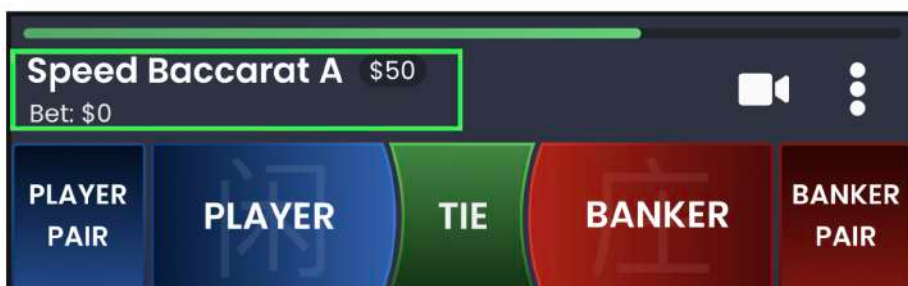 Speed Baccarat A $50
Bet: $0
PLAYER PAIR
闲
PLAYER
TIE
庄
BANKER
BANKER PAIR